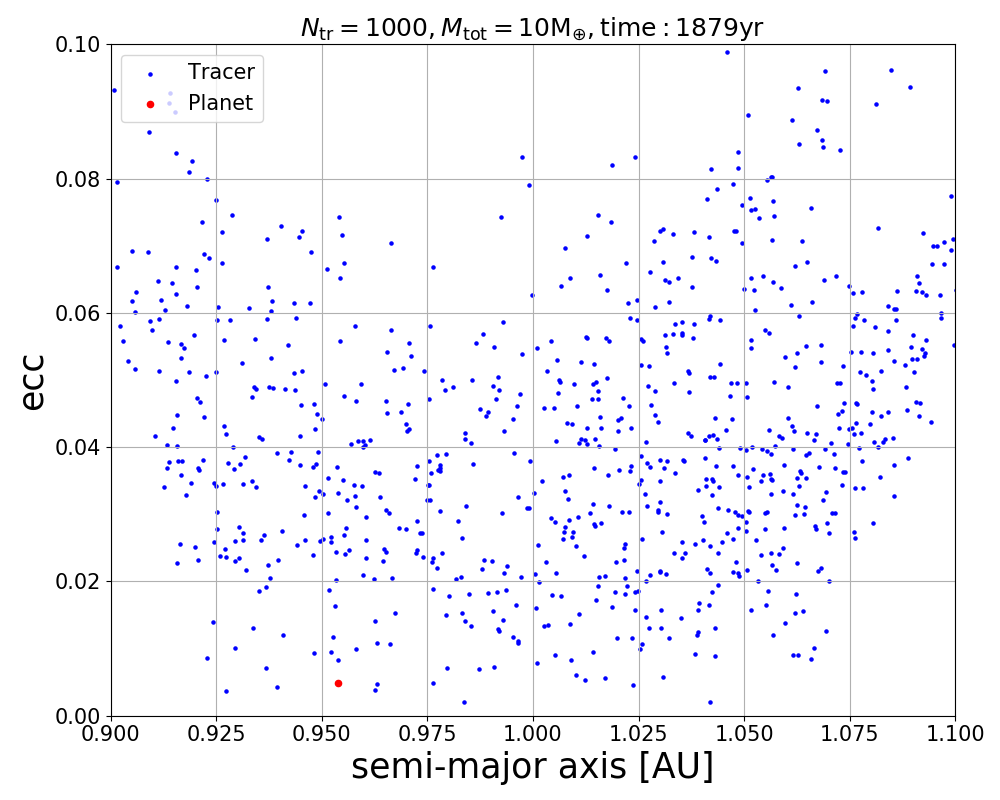 N_tr = 1000, M_tot = 10M_⊕, time : 1879yr
Tracer
Planet
ecc
0.10
0.08
0.06
0.04
0.02
0.00
0.900 0.925 0.950 0.975 1.000 1.025 1.050 1.075 1.100
semi-major axis [AU]